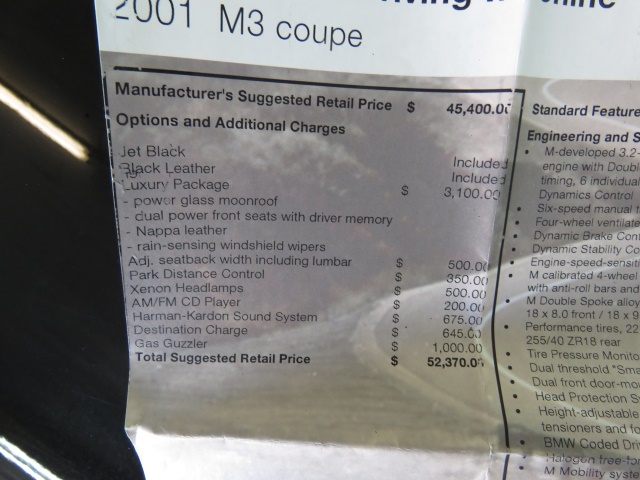 2001 M3 coupe
Manufacturer's Suggested Retail Price $ 45,400.00
Options and Additional Charges
Jet Black Included
Black Leather Included
Luxury Package $ 3,100.00
- power glass moonroof
- dual power front seats with driver memory
- Nappa leather
- rain-sensing windshield wipers
Adj. seatback width including lumbar $ 500.00
Park Distance Control $ 350.00
Xenon Headlamps $ 500.00
AM/FM CD Player $ 200.00
Harman-Kardon Sound System $ 675.00
Destination Charge $ 645.00
Gas Guzzler $ 1,000.00
Total Suggested Retail Price $ 52,370.00
Standard Feature
Engineering and S
• M-developed 3.2-
engine with Doub
timing, 6 individual
Dynamics Control
• Six-speed manual
• Four-wheel ventilate
• Dynamic Brake Cont
• Dynamic Stability Co
• Engine-speed-sensiti
• M calibrated 4-wheel
with anti-roll bars and
• M Double Spoke alloy
18 x 8.0 front / 18 x 9
• Performance tires, 22
255/40 ZR18 rear
• Tire Pressure Monito
• Dual threshold "Sma
• Dual front door-mo
• Head Protection Sy
• Height-adjustable
tensioners and fo
• BMW Coded Driv
• Halogen free-fo
• M Mobility system